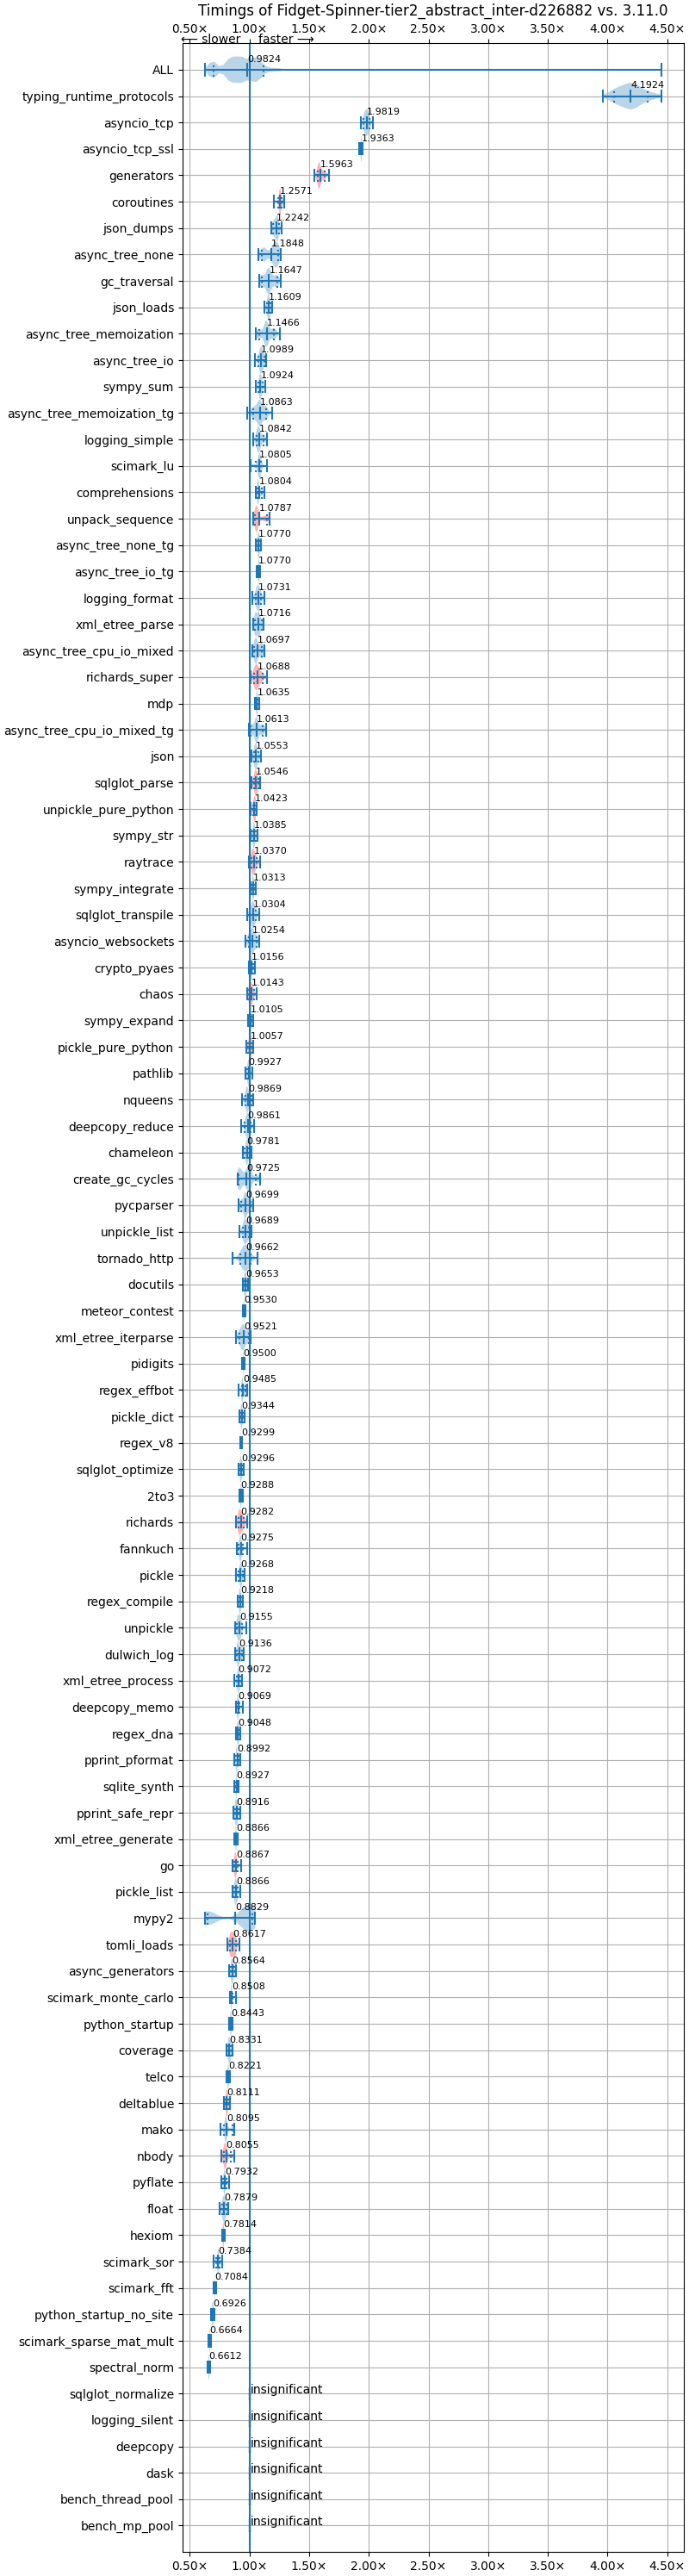 Timings of Fidget-Spinner-tier2_abstract_inter-d226882 vs. 3.11.0
0.50× 1.00× 1.50× 2.00× 2.50× 3.00× 3.50× 4.00× 4.50×
⟵ slower faster ⟶
ALL 0.9824
typing_runtime_protocols 4.1924
asyncio_tcp 1.9819
asyncio_tcp_ssl 1.9363
generators 1.5963
coroutines 1.2571
json_dumps 1.2242
async_tree_none 1.1848
gc_traversal 1.1647
json_loads 1.1609
async_tree_memoization 1.1466
async_tree_io 1.0989
sympy_sum 1.0924
async_tree_memoization_tg 1.0863
logging_simple 1.0842
scimark_lu 1.0805
comprehensions 1.0804
unpack_sequence 1.0787
async_tree_none_tg 1.0770
async_tree_io_tg 1.0770
logging_format 1.0731
xml_etree_parse 1.0716
async_tree_cpu_io_mixed 1.0697
richards_super 1.0688
mdp 1.0635
async_tree_cpu_io_mixed_tg 1.0613
json 1.0553
sqlglot_parse 1.0546
unpickle_pure_python 1.0423
sympy_str 1.0385
raytrace 1.0370
sympy_integrate 1.0313
sqlglot_transpile 1.0304
asyncio_websockets 1.0254
crypto_pyaes 1.0156
chaos 1.0143
sympy_expand 1.0105
pickle_pure_python 1.0057
pathlib 0.9927
nqueens 0.9869
deepcopy_reduce 0.9861
chameleon 0.9781
create_gc_cycles 0.9725
pycparser 0.9699
unpickle_list 0.9689
tornado_http 0.9662
docutils 0.9653
meteor_contest 0.9530
xml_etree_iterparse 0.9521
pidigits 0.9500
regex_effbot 0.9485
pickle_dict 0.9344
regex_v8 0.9299
sqlglot_optimize 0.9296
2to3 0.9288
richards 0.9282
fannkuch 0.9275
pickle 0.9268
regex_compile 0.9218
unpickle 0.9155
dulwich_log 0.9136
xml_etree_process 0.9072
deepcopy_memo 0.9069
regex_dna 0.9048
pprint_pformat 0.8992
sqlite_synth 0.8927
pprint_safe_repr 0.8916
xml_etree_generate 0.8866
go 0.8867
pickle_list 0.8866
mypy2 0.8829
tomli_loads 0.8617
async_generators 0.8564
scimark_monte_carlo 0.8508
python_startup 0.8443
coverage 0.8331
telco 0.8221
deltablue 0.8111
mako 0.8095
nbody 0.8055
pyflate 0.7932
float 0.7879
hexiom 0.7814
scimark_sor 0.7384
scimark_fft 0.7084
python_startup_no_site 0.6926
scimark_sparse_mat_mult 0.6664
spectral_norm 0.6612
sqlglot_normalize insignificant
logging_silent insignificant
deepcopy insignificant
dask insignificant
bench_thread_pool insignificant
bench_mp_pool insignificant
0.50× 1.00× 1.50× 2.00× 2.50× 3.00× 3.50× 4.00× 4.50×